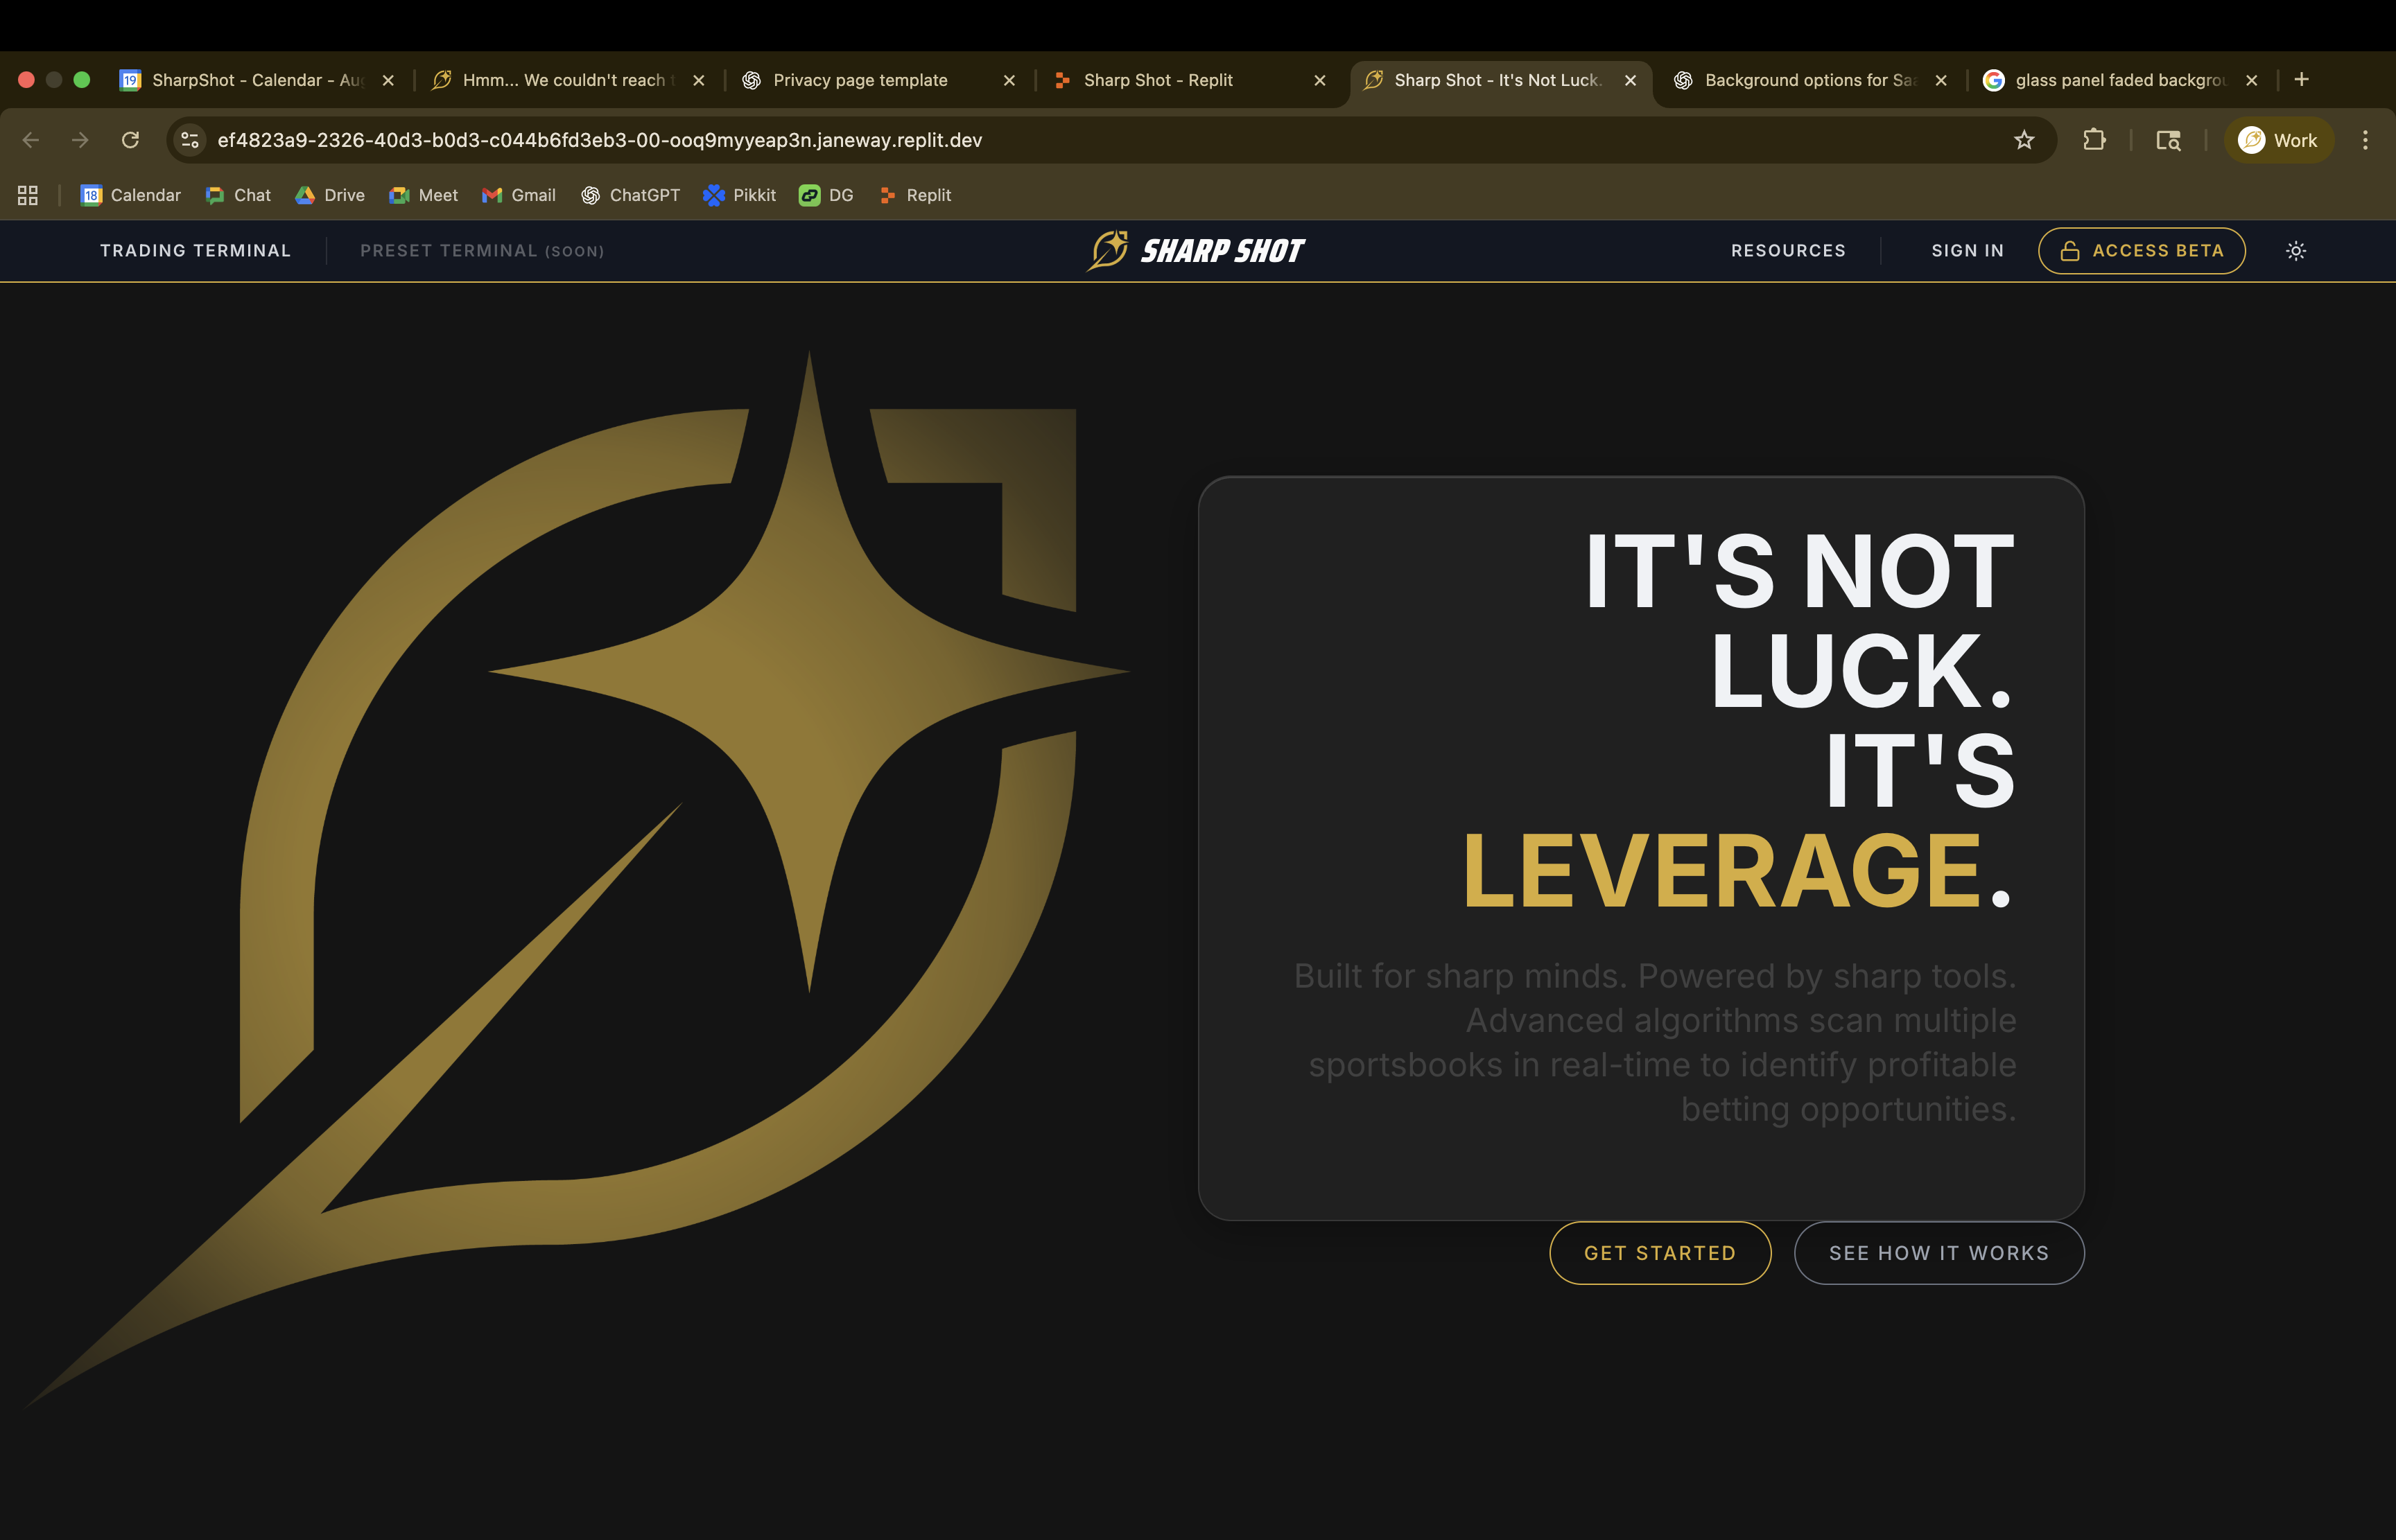 SharpShot - Calendar - Au
Hmm... We couldn't reach
Privacy page template
Sharp Shot - Replit
Sharp Shot - It's Not Luck.
Background options for Sa
glass panel faded backgrou
ef4823a9-2326-40d3-b0d3-c044b6fd3eb3-00-ooq9myyeap3n.janeway.replit.dev
Work
18 Calendar
Chat
Drive
Meet
Gmail
ChatGPT
Pikkit
DG
Replit
TRADING TERMINAL
PRESET TERMINAL (SOON)
SHARP SHOT
RESOURCES
SIGN IN
ACCESS BETA
IT'S NOT
LUCK.
IT'S
LEVERAGE.
Built for sharp minds. Powered by sharp tools.
Advanced algorithms scan multiple
sportsbooks in real-time to identify profitable
betting opportunities.
GET STARTED
SEE HOW IT WORKS